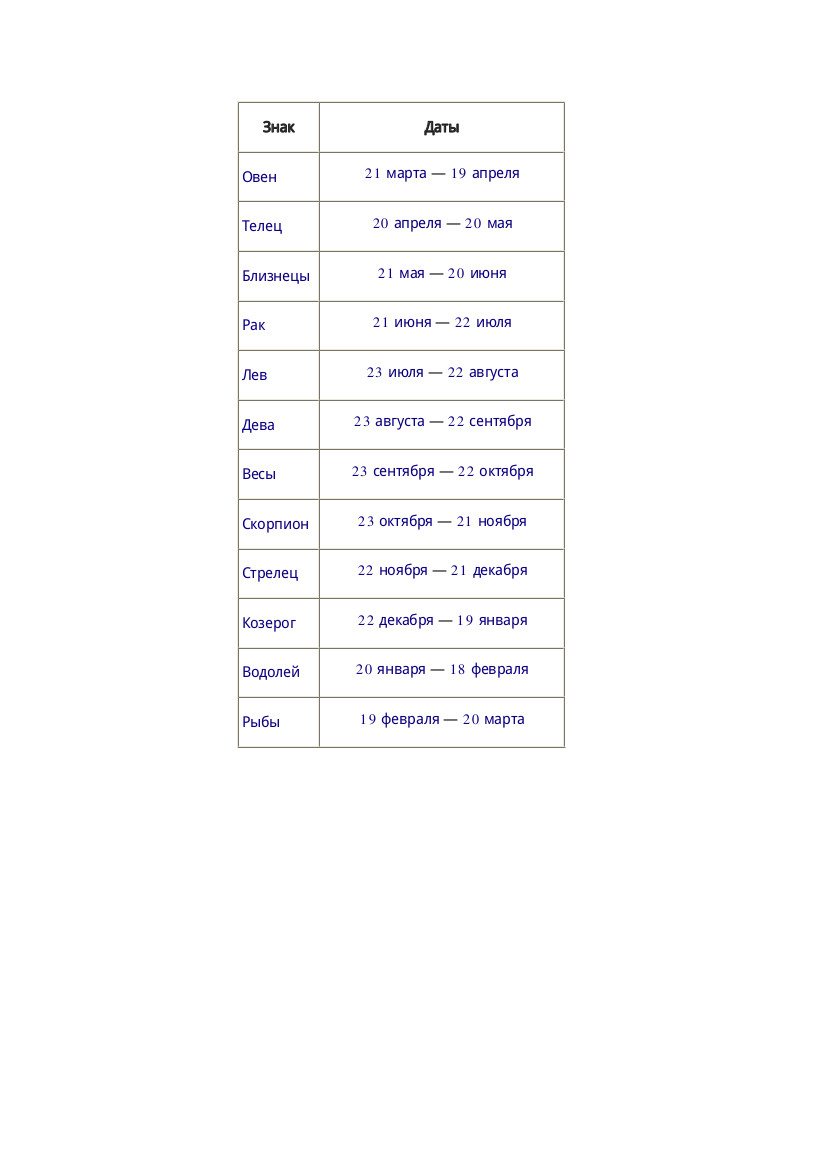 Знак Даты
Овен 21 марта — 19 апреля
Телец 20 апреля — 20 мая
Близнецы 21 мая — 20 июня
Рак 21 июня — 22 июля
Лев 23 июля — 22 августа
Дева 23 августа — 22 сентября
Весы 23 сентября — 22 октября
Скорпион 23 октября — 21 ноября
Стрелец 22 ноября — 21 декабря
Козерог 22 декабря — 19 января
Водолей 20 января — 18 февраля
Рыбы 19 февраля — 20 марта